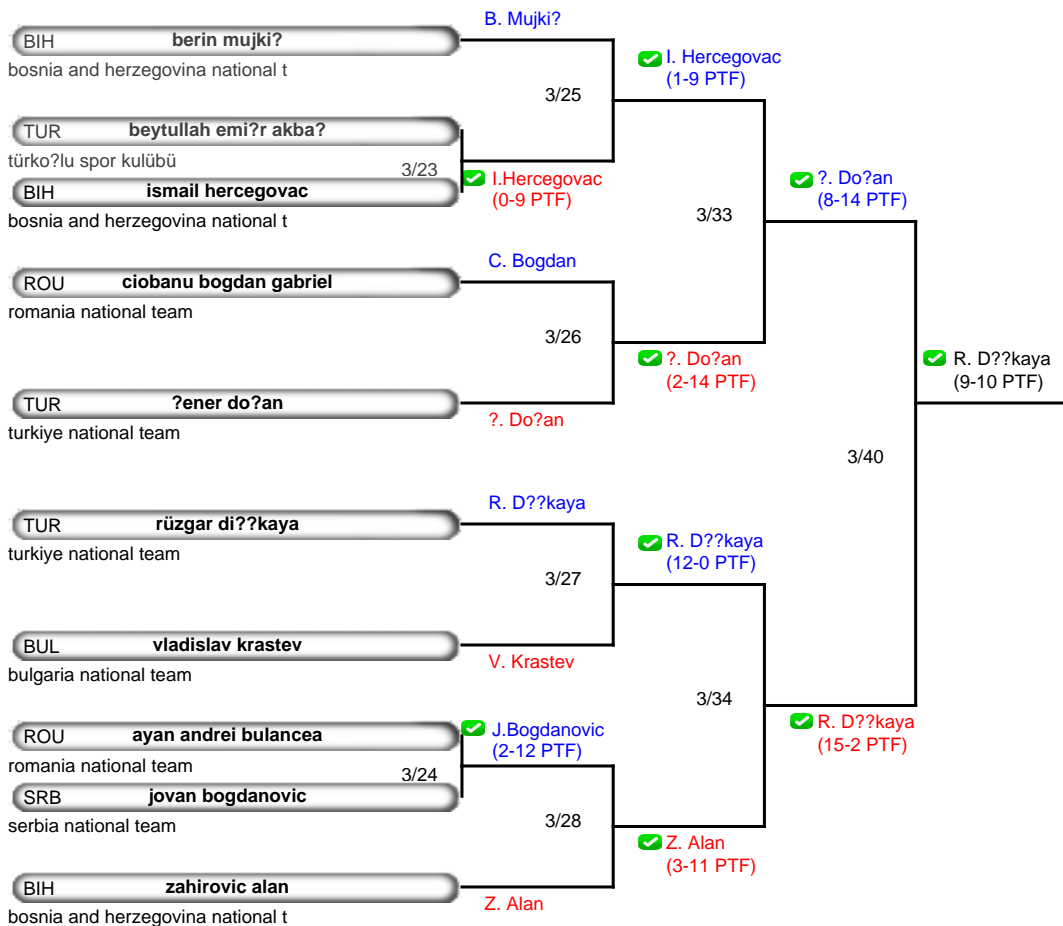 B. Mujki?
BIH berin mujki?
bosnia and herzegovina national t
I. Hercegovac
(1-9 PTF)
3/25
TUR beytullah emi?r akba?
türko?lu spor kulübü
3/23
I.Hercegovac
(0-9 PTF)
BIH ismail hercegovac
bosnia and herzegovina national t
?. Do?an
(8-14 PTF)
3/33
C. Bogdan
ROU ciobanu bogdan gabriel
romania national team
3/26
?. Do?an
(2-14 PTF)
R. D??kaya
(9-10 PTF)
TUR ?ener do?an
?. Do?an
turkiye national team
3/40
R. D??kaya
TUR rüzgar di??kaya
turkiye national team
R. D??kaya
(12-0 PTF)
3/27
BUL vladislav krastev
V. Krastev
bulgaria national team
3/34
R. D??kaya
(15-2 PTF)
J.Bogdanovic
(2-12 PTF)
ROU ayan andrei bulancea
romania national team
3/24
SRB jovan bogdanovic
serbia national team
3/28
Z. Alan
(3-11 PTF)
BIH zahirovic alan
Z. Alan
bosnia and herzegovina national t